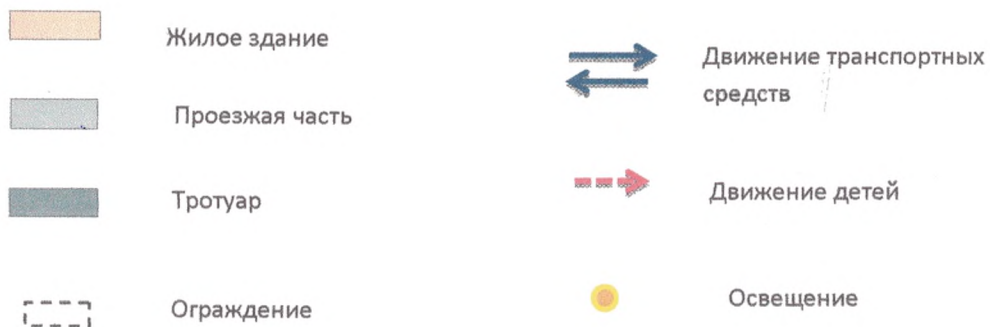 Жилое здание
Проезжая часть
Тротуар
Ограждение
Движение транспортных
средств
Движение детей
Освещение